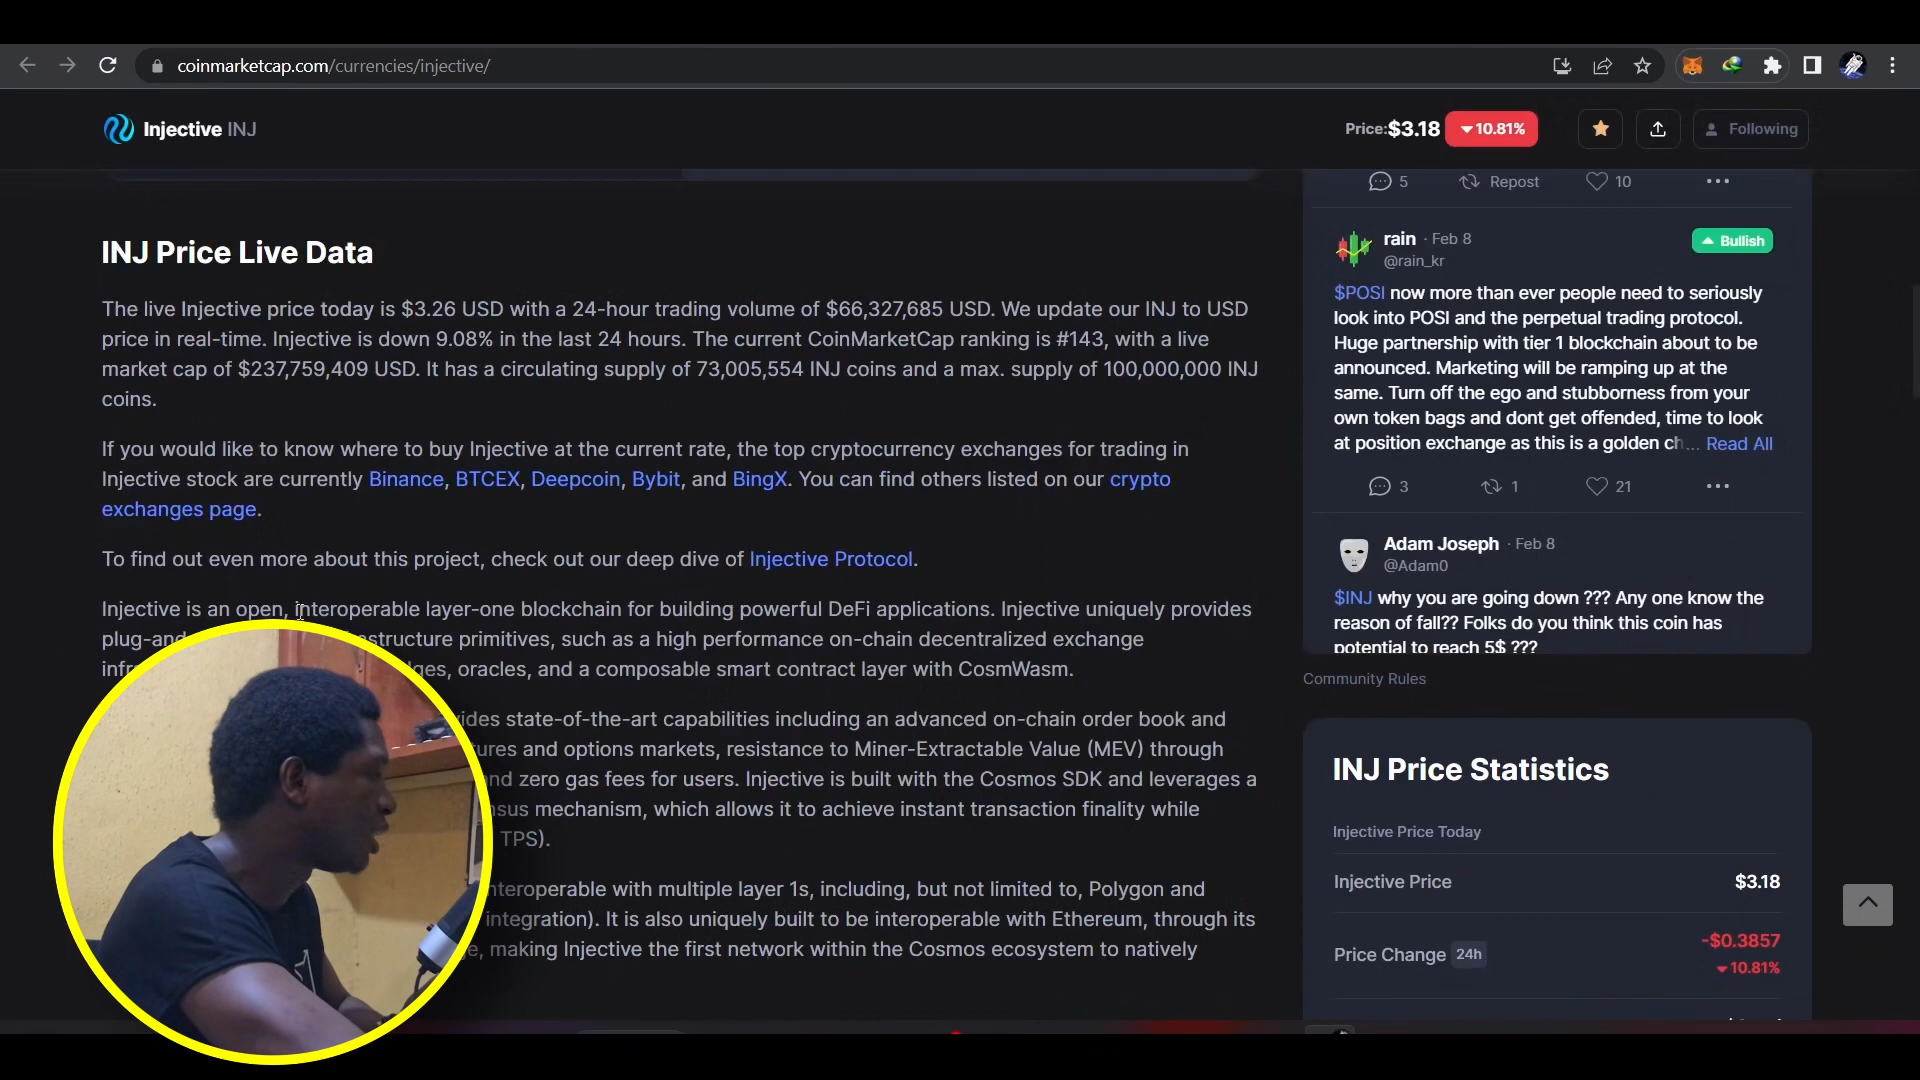 coinmarketcap.com/currencies/injective/
Injective INJ
Price:$3.18 10.81%
Following
5 Repost 10
INJ Price Live Data
The live Injective price today is $3.26 USD with a 24-hour trading volume of $66,327,685 USD. We update our INJ to USD
price in real-time. Injective is down 9.08% in the last 24 hours. The current CoinMarketCap ranking is #143, with a live
market cap of $237,759,409 USD. It has a circulating supply of 73,005,554 INJ coins and a max. supply of 100,000,000 INJ
coins.
If you would like to know where to buy Injective at the current rate, the top cryptocurrency exchanges for trading in
Injective stock are currently Binance, BTCEX, Deepcoin, Bybit, and BingX. You can find others listed on our crypto
exchanges page.
To find out even more about this project, check out our deep dive of Injective Protocol.
Injective is an open, interoperable layer-one blockchain for building powerful DeFi applications. Injective uniquely provides
plug-and structure primitives, such as a high performance on-chain decentralized exchange
oracles, and a composable smart contract layer with CosmWasm.
state-of-the-art capabilities including an advanced on-chain order book and
and options markets, resistance to Miner-Extractable Value (MEV) through
and zero gas fees for users. Injective is built with the Cosmos SDK and leverages a
mechanism, which allows it to achieve instant transaction finality while
TPS).
interoperable with multiple layer 1s, including, but not limited to, Polygon and
integration). It is also uniquely built to be interoperable with Ethereum, through its
making Injective the first network within the Cosmos ecosystem to natively
rain · Feb 8
Bullish
@rain_kr
$POSI now more than ever people need to seriously
look into POSI and the perpetual trading protocol.
Huge partnership with tier 1 blockchain about to be
announced. Marketing will be ramping up at the
same. Turn off the ego and stubborness from your
own token bags and dont get offended, time to look
at position exchange as this is a golden ch... Read All
3 1 21
Adam Joseph · Feb 8
@Adam0
$INJ why you are going down ??? Any one know the
reason of fall?? Folks do you think this coin has
potential to reach 5$ ???
Community Rules
INJ Price Statistics
Injective Price Today
Injective Price $3.18
Price Change 24h -$0.3857
10.81%